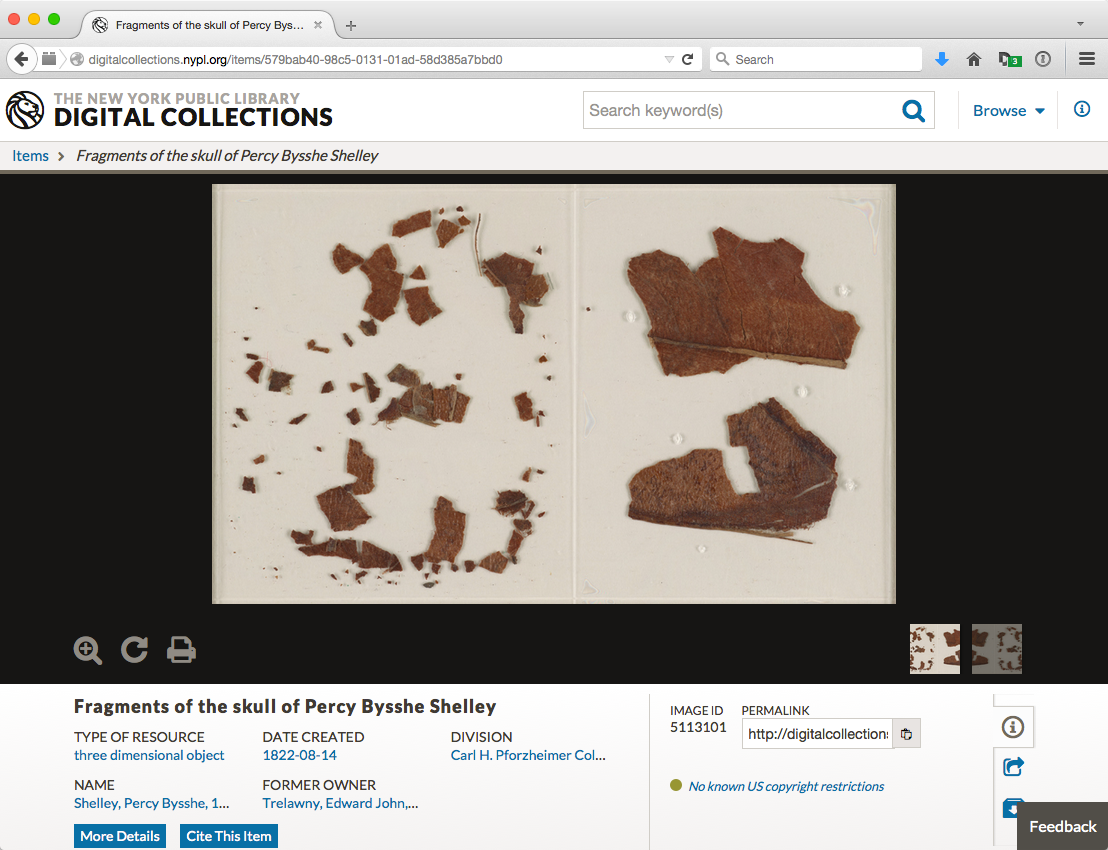 Fragments of the skull of Percy Bys...
digitalcollections.nypl.org/items/579bab40-98c5-0131-01ad-58d385a7bbd0
Search
3
THE NEW YORK PUBLIC LIBRARY
DIGITAL COLLECTIONS
Search keyword(s)
Browse
Items > Fragments of the skull of Percy Bysshe Shelley
Fragments of the skull of Percy Bysshe Shelley
TYPE OF RESOURCE
three dimensional object
DATE CREATED
1822-08-14
DIVISION
Carl H. Pforzheimer Col...
NAME
Shelley, Percy Bysshe, 1...
FORMER OWNER
Trelawny, Edward John,...
More Details
Cite This Item
IMAGE ID
5113101
PERMALINK
http://digitalcollections
No known US copyright restrictions
Feedback